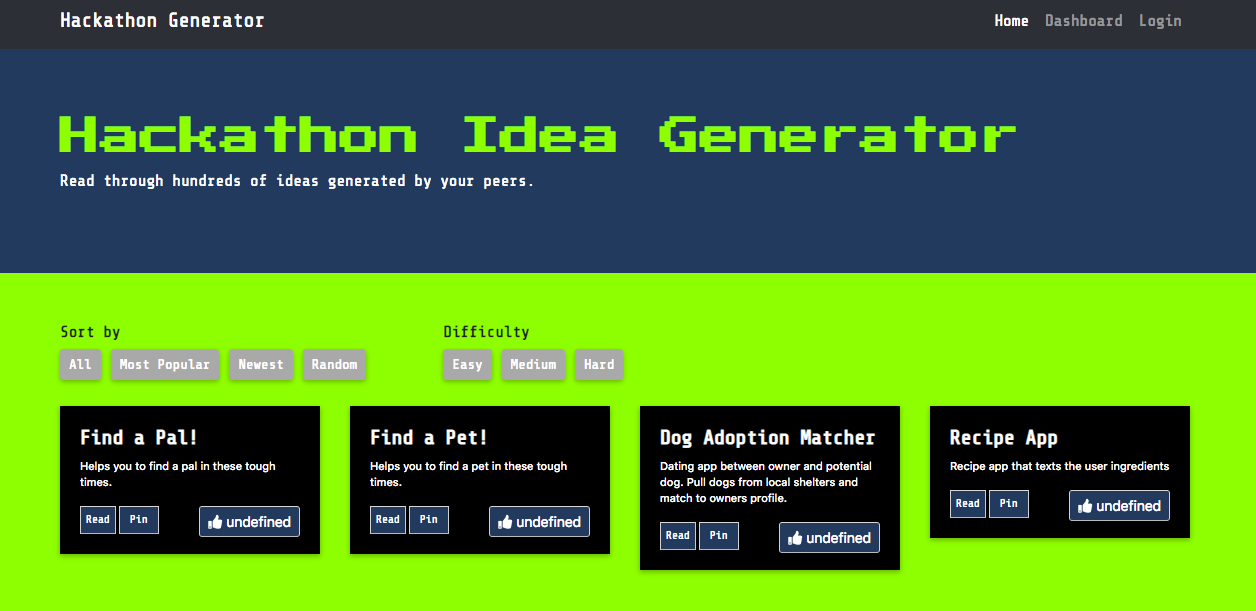 Hackathon Generator
Home Dashboard Login
Hackathon Idea Generator
Read through hundreds of ideas generated by your peers.
Sort by
All Most Popular Newest Random
Difficulty
Easy Medium Hard
Find a Pal!
Helps you to find a pal in these tough
times.
Read Pin undefined
Find a Pet!
Helps you to find a pet in these tough
times.
Read Pin undefined
Dog Adoption Matcher
Dating app between owner and potential
dog. Pull dogs from local shelters and
match to owners profile.
Read Pin undefined
Recipe App
Recipe app that texts the user ingredients
Read Pin undefined